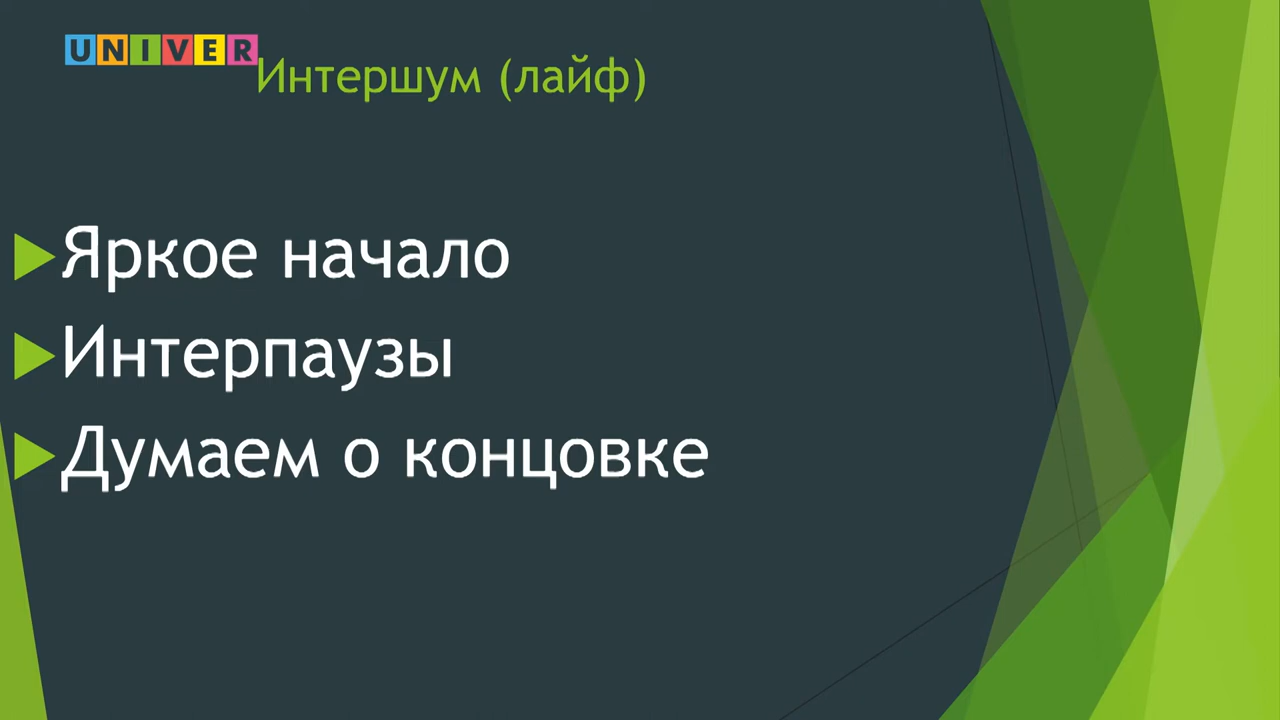 UNIVER
Интершум (лайф)
Яркое начало
Интерпаузы
Думаем о концовке